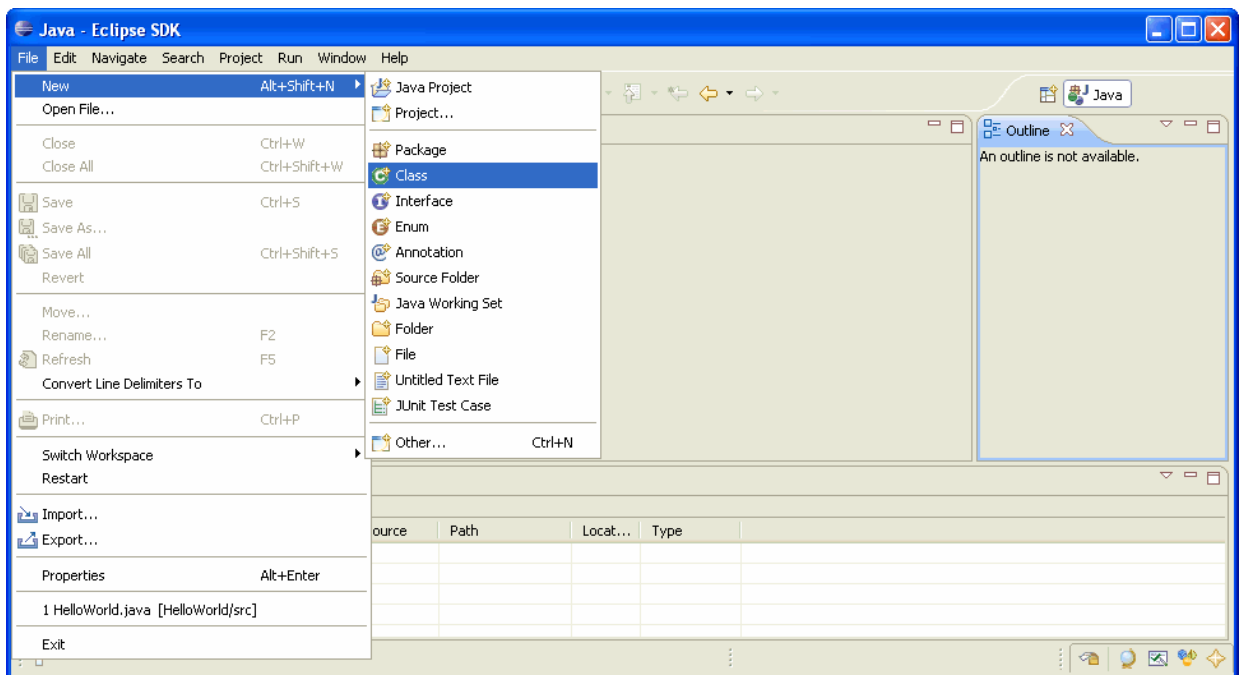 Java - Eclipse SDK
File Edit Navigate Search Project Run Window Help
New Alt+Shift+N
Open File...
Close Ctrl+W
Close All Ctrl+Shift+W
Save Ctrl+S
Save As...
Save All Ctrl+Shift+S
Revert
Move...
Rename... F2
Refresh F5
Convert Line Delimiters To
Print... Ctrl+P
Switch Workspace
Restart
Import...
Export...
Properties Alt+Enter
1 HelloWorld.java [HelloWorld/src]
Exit
Java Project
Project...
Package
Class
Interface
Enum
Annotation
Source Folder
Java Working Set
Folder
File
Untitled Text File
JUnit Test Case
Other... Ctrl+N
Java
Outline
An outline is not available.
ource Path Locat... Type